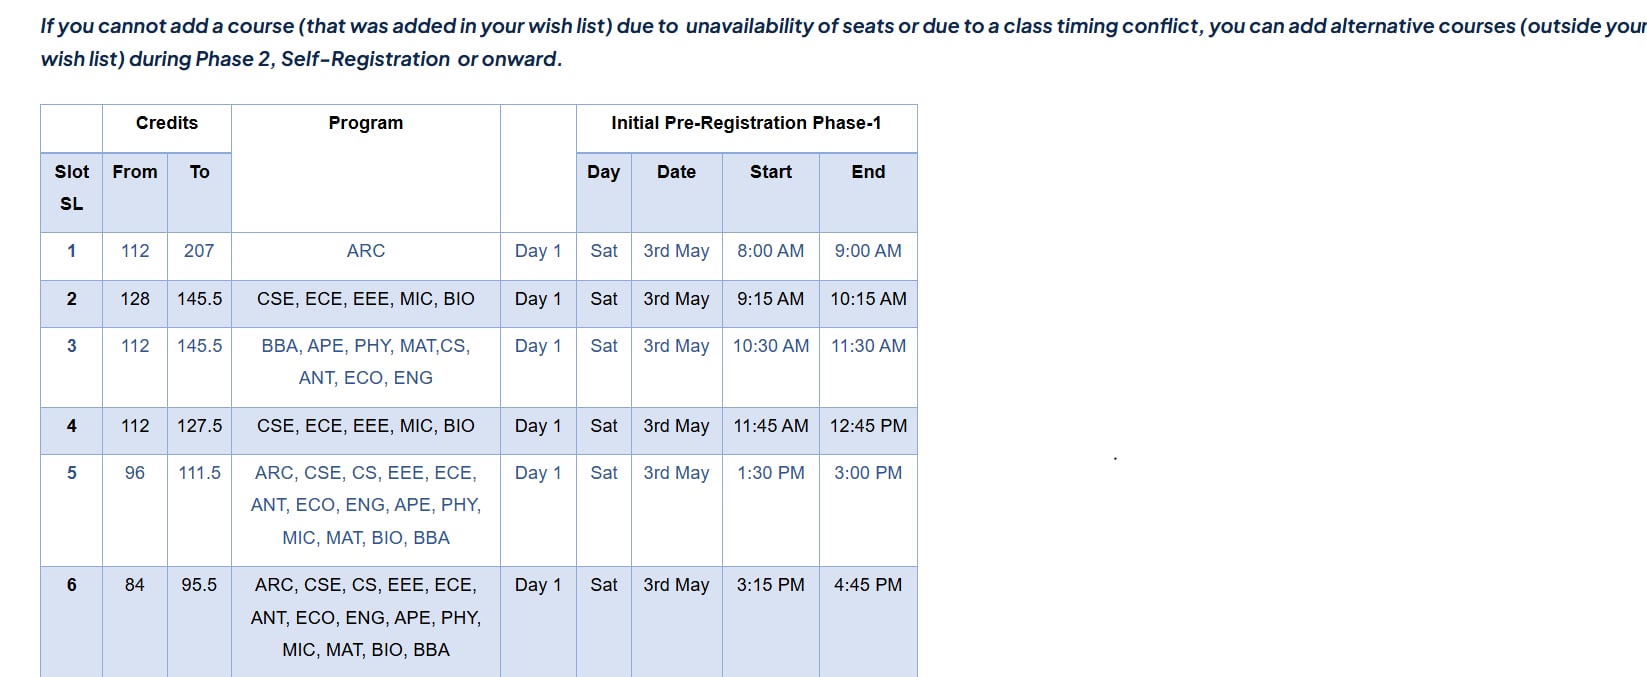 If you cannot add a course (that was added in your wish list) due to unavailability of seats or due to a class timing conflict, you can add alternative courses (outside your
wish list) during Phase 2, Self-Registration or onward.
Credits Program Initial Pre-Registration Phase-1
Slot From To Day Date Start End
SL
1 112 207 ARC Day 1 Sat 3rd May 8:00 AM 9:00 AM
2 128 145.5 CSE, ECE, EEE, MIC, BIO Day 1 Sat 3rd May 9:15 AM 10:15 AM
3 112 145.5 BBA, APE, PHY, MAT,CS, Day 1 Sat 3rd May 10:30 AM 11:30 AM
ANT, ECO, ENG
4 112 127.5 CSE, ECE, EEE, MIC, BIO Day 1 Sat 3rd May 11:45 AM 12:45 PM
5 96 111.5 ARC, CSE, CS, EEE, ECE, Day 1 Sat 3rd May 1:30 PM 3:00 PM
ANT, ECO, ENG, APE, PHY,
MIC, MAT, BIO, BBA
6 84 95.5 ARC, CSE, CS, EEE, ECE, Day 1 Sat 3rd May 3:15 PM 4:45 PM
ANT, ECO, ENG, APE, PHY,
MIC, MAT, BIO, BBA